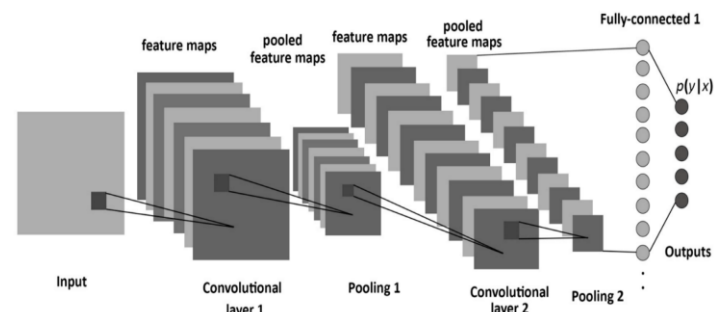 Fully-connected 1
feature maps
pooled
feature maps
feature maps
pooled
feature maps
p(y|x)
Input
Convolutional
layer 1
Pooling 1
Convolutional
layer 2
Pooling 2
Outputs